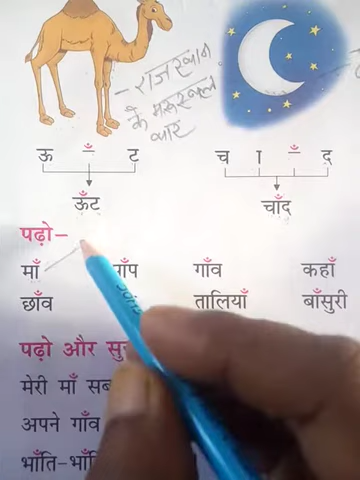 राजस्थान
के मरुस्थल
ऊ ँ ट
च ा ँ द
ऊँट
चाँद
पढ़ो–
माँ गाँव कहाँ
छाँव तालियाँ बाँसुरी
पढ़ो और
मेरी माँ सब
अपने गाँव
भाँति-भाँति